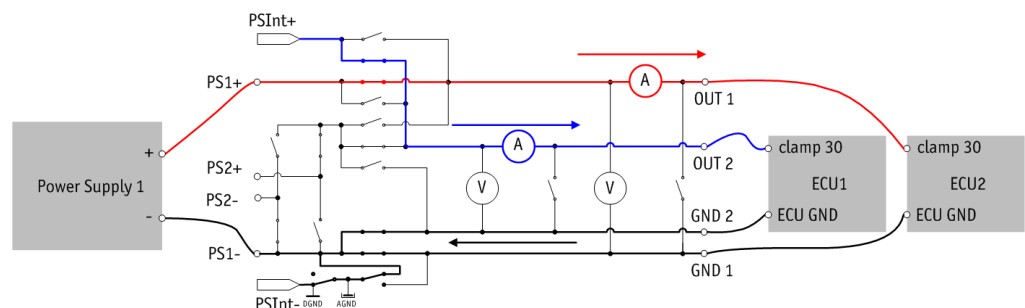 PSInt+
PS1+
A
OUT 1
+
Power Supply 1
-
PS2+
PS2-
A
OUT 2
V
V
clamp 30
ECU1
ECU GND
clamp 30
ECU2
ECU GND
GND 2
PS1-
GND 1
PSInt-
DGND
AGND